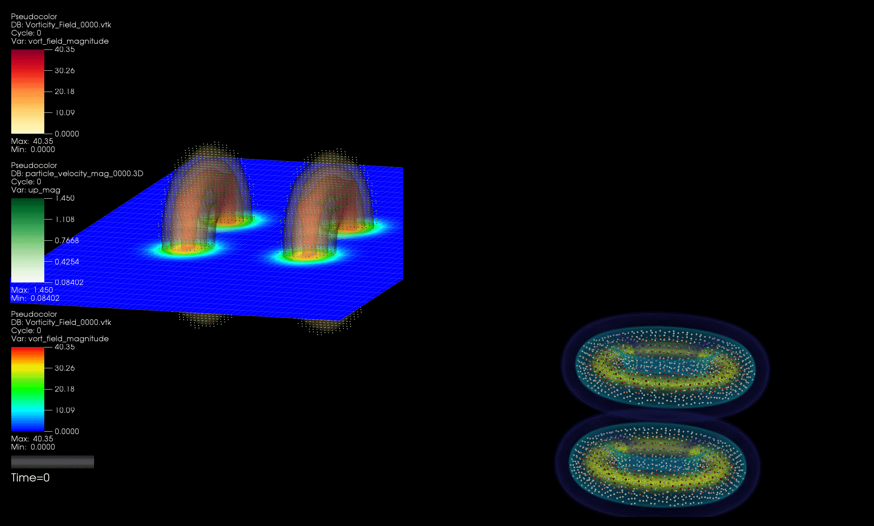 Pseudocolor
DB: Vorticity_Field_0000.vtk
Cycle: 0
Var: vort_field_magnitude
40.35
30.26
20.18
10.09
0.0000
Max: 40.35
Min: 0.0000
Pseudocolor
DB: particle_velocity_mag_0000.3D
Cycle: 0
Var: up_mag
1.450
1.108
0.7668
0.4254
0.08402
Max: 1.450
Min: 0.08402
Pseudocolor
DB: Vorticity_Field_0000.vtk
Cycle: 0
Var: vort_field_magnitude
40.35
30.26
20.18
10.09
0.0000
Max: 40.35
Min: 0.0000
Time=0